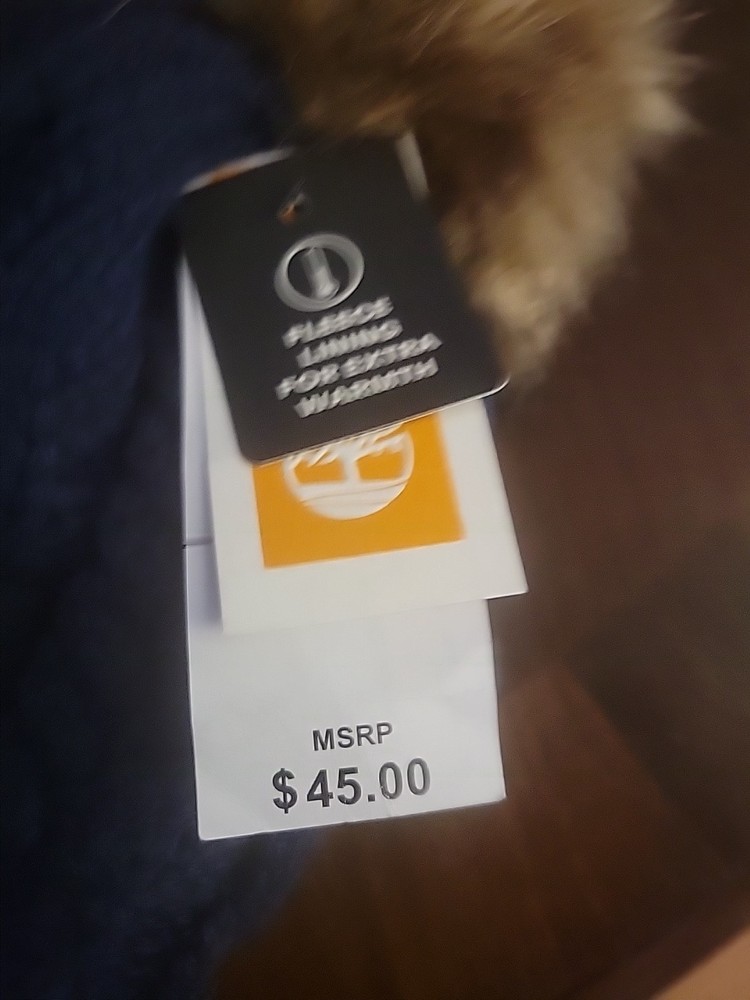 FLEECE
LINING
FOR EXTRA
WARMTH
MSRP
$45.00